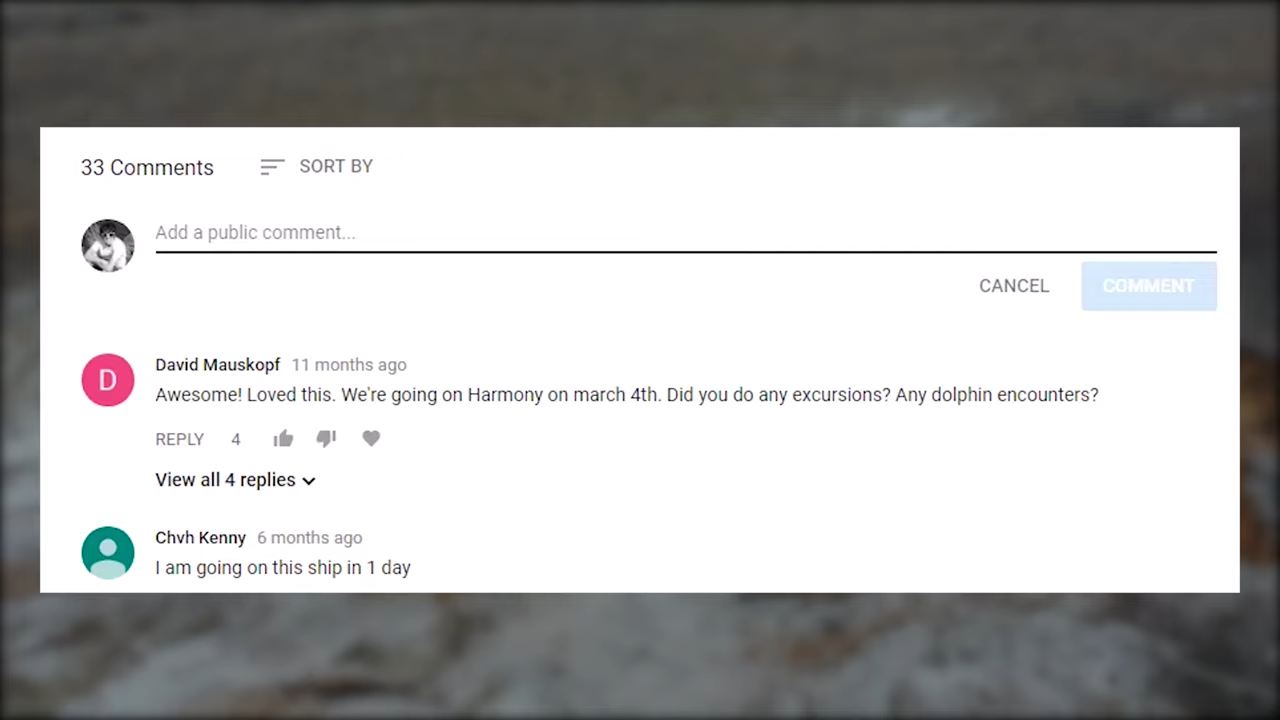 33 Comments SORT BY
Add a public comment...
CANCEL COMMENT
D
David Mauskopf 11 months ago
Awesome! Loved this. We're going on Harmony on march 4th. Did you do any excursions? Any dolphin encounters?
REPLY 4
View all 4 replies
Chvh Kenny 6 months ago
I am going on this ship in 1 day